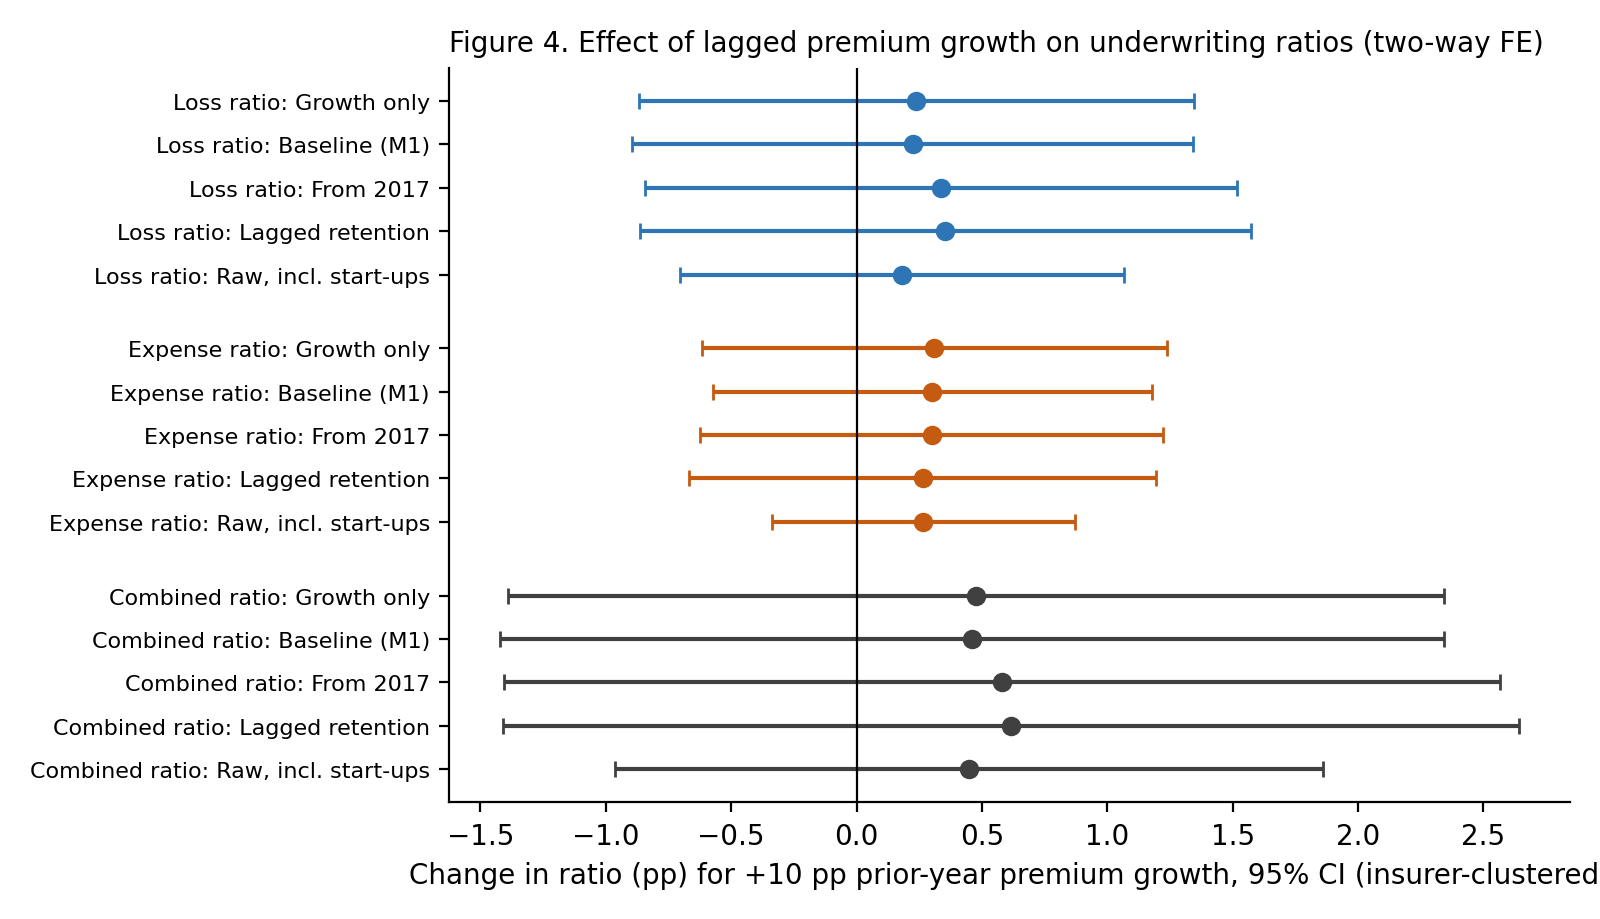 Figure 4. Effect of lagged premium growth on underwriting ratios (two-way FE)
Loss ratio: Growth only
Loss ratio: Baseline (M1)
Loss ratio: From 2017
Loss ratio: Lagged retention
Loss ratio: Raw, incl. start-ups
Expense ratio: Growth only
Expense ratio: Baseline (M1)
Expense ratio: From 2017
Expense ratio: Lagged retention
Expense ratio: Raw, incl. start-ups
Combined ratio: Growth only
Combined ratio: Baseline (M1)
Combined ratio: From 2017
Combined ratio: Lagged retention
Combined ratio: Raw, incl. start-ups
−1.5 −1.0 −0.5 0.0 0.5 1.0 1.5 2.0 2.5
Change in ratio (pp) for +10 pp prior-year premium growth, 95% CI (insurer-clustered